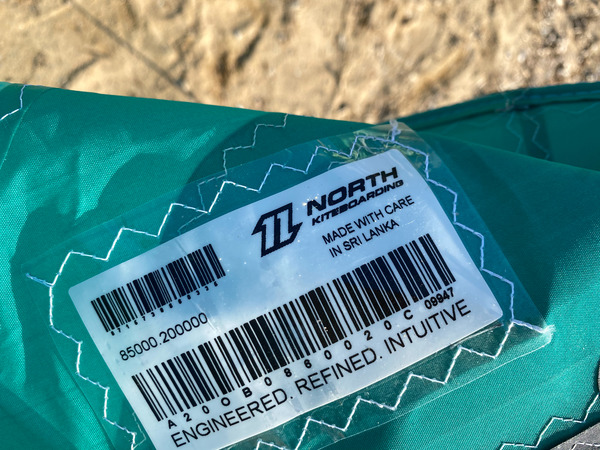 NORTH
KITEBOARDING
MADE WITH CARE
IN SRI LANKA
85000.200000
A200B0860020C 09947
ENGINEERED. REFINED. INTUITIVE